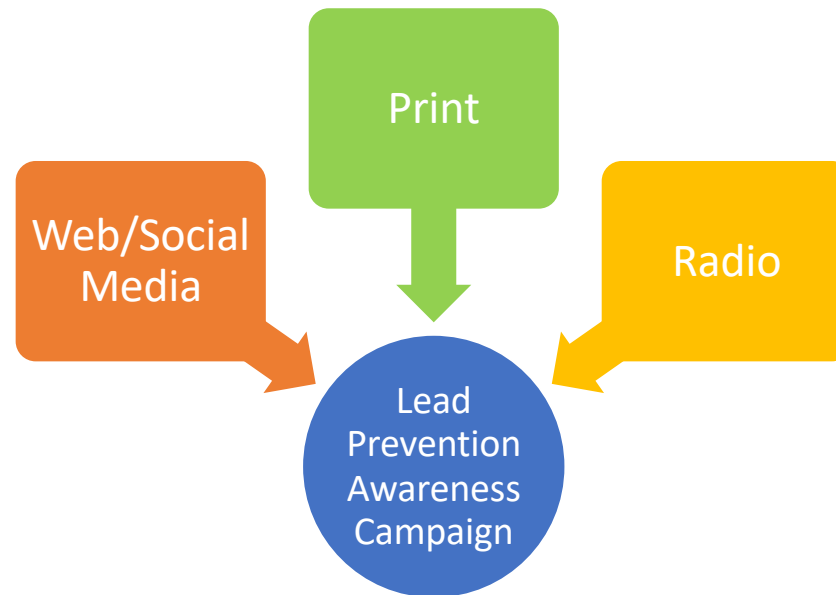 Print
Web/Social
Media
Radio
Lead
Prevention
Awareness
Campaign